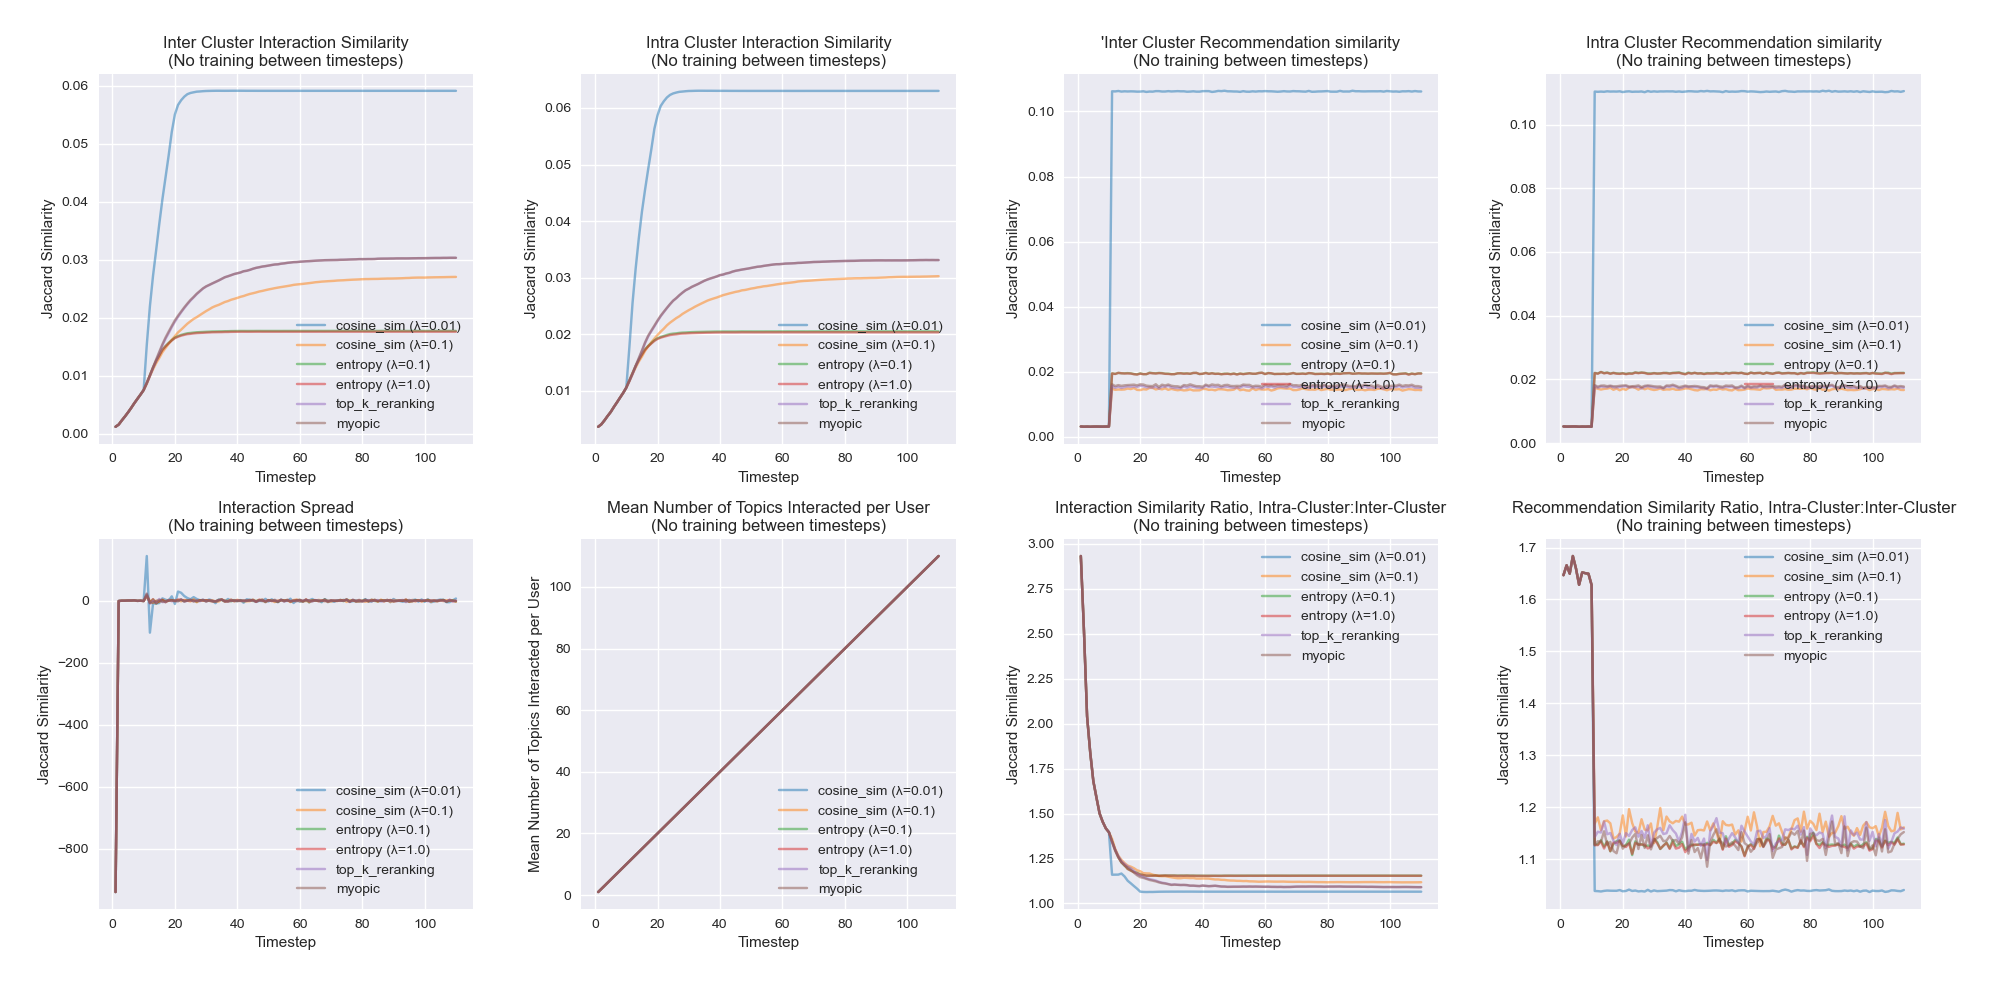 Inter Cluster Interaction Similarity
(No training between timesteps)
Jaccard Similarity
0.06
0.05
0.04
0.03
0.02
0.01
0.00
0 20 40 60 80 100
Timestep
cosine_sim (λ=0.01)
cosine_sim (λ=0.1)
entropy (λ=0.1)
entropy (λ=1.0)
top_k_reranking
myopic
Intra Cluster Interaction Similarity
(No training between timesteps)
Jaccard Similarity
0.06
0.05
0.04
0.03
0.02
0.01
0 20 40 60 80 100
Timestep
cosine_sim (λ=0.01)
cosine_sim (λ=0.1)
entropy (λ=0.1)
entropy (λ=1.0)
top_k_reranking
myopic
'Inter Cluster Recommendation similarity
(No training between timesteps)
Jaccard Similarity
0.10
0.08
0.06
0.04
0.02
0.00
0 20 40 60 80 100
Timestep
cosine_sim (λ=0.01)
cosine_sim (λ=0.1)
entropy (λ=0.1)
entropy (λ=1.0)
top_k_reranking
myopic
Intra Cluster Recommendation similarity
(No training between timesteps)
Jaccard Similarity
0.10
0.08
0.06
0.04
0.02
0.00
0 20 40 60 80 100
Timestep
cosine_sim (λ=0.01)
cosine_sim (λ=0.1)
entropy (λ=0.1)
entropy (λ=1.0)
top_k_reranking
myopic
Interaction Spread
(No training between timesteps)
Jaccard Similarity
0
−200
−400
−600
−800
0 20 40 60 80 100
Timestep
cosine_sim (λ=0.01)
cosine_sim (λ=0.1)
entropy (λ=0.1)
entropy (λ=1.0)
top_k_reranking
myopic
Mean Number of Topics Interacted per User
(No training between timesteps)
Mean Number of Topics Interacted per User
100
80
60
40
20
0
0 20 40 60 80 100
Timestep
cosine_sim (λ=0.01)
cosine_sim (λ=0.1)
entropy (λ=0.1)
entropy (λ=1.0)
top_k_reranking
myopic
Interaction Similarity Ratio, Intra-Cluster:Inter-Cluster
(No training between timesteps)
Jaccard Similarity
3.00
2.75
2.50
2.25
2.00
1.75
1.50
1.25
1.00
0 20 40 60 80 100
Timestep
cosine_sim (λ=0.01)
cosine_sim (λ=0.1)
entropy (λ=0.1)
entropy (λ=1.0)
top_k_reranking
myopic
Recommendation Similarity Ratio, Intra-Cluster:Inter-Cluster
(No training between timesteps)
Jaccard Similarity
1.7
1.6
1.5
1.4
1.3
1.2
1.1
0 20 40 60 80 100
Timestep
cosine_sim (λ=0.01)
cosine_sim (λ=0.1)
entropy (λ=0.1)
entropy (λ=1.0)
top_k_reranking
myopic